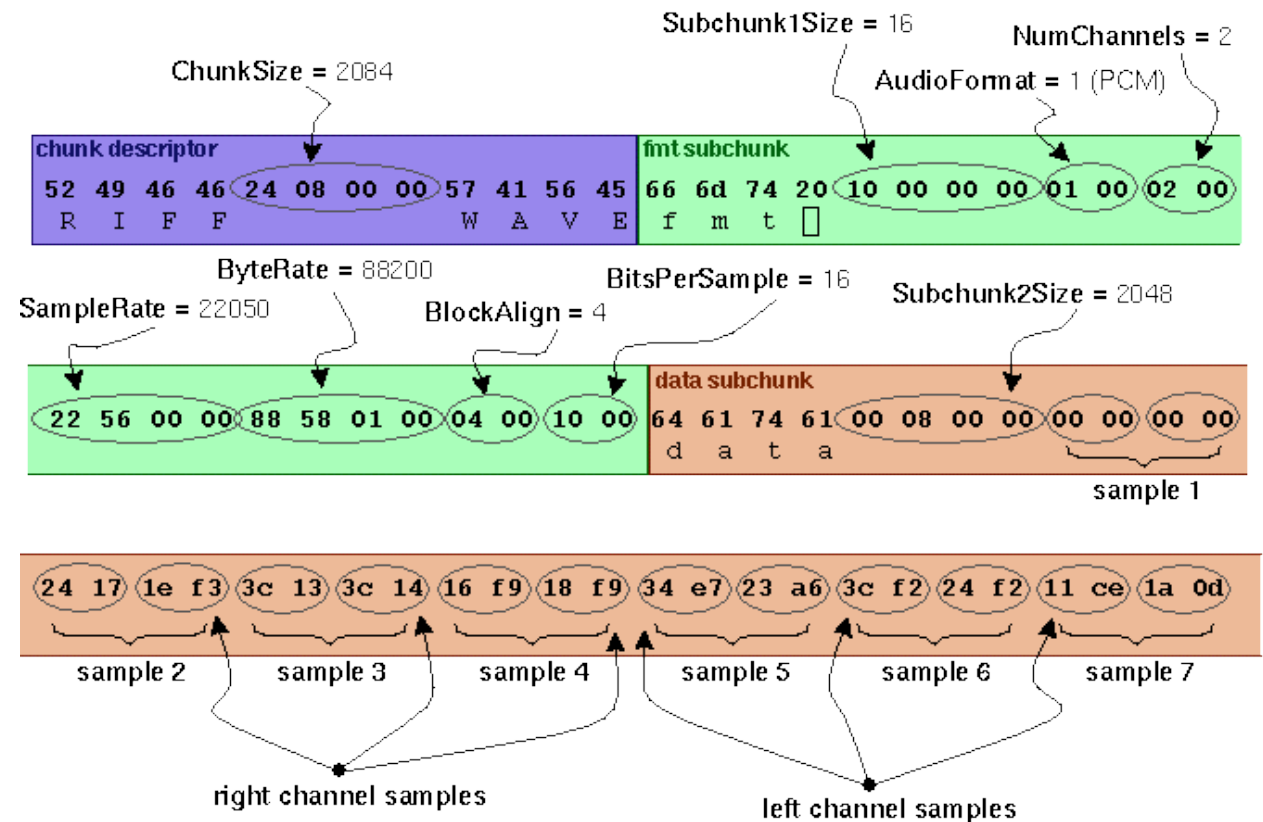 Subchunk1Size = 16
NumChannels = 2
ChunkSize = 2084
AudioFormat = 1 (PCM)
chunk descriptor
fmt subchunk
52 49 46 46 24 08 00 00 57 41 56 45 66 6d 74 20 10 00 00 00 01 00 02 00
R I F F W A V E f m t
ByteRate = 88200
BitsPerSample = 16
SampleRate = 22050
BlockAlign = 4
Subchunk2Size = 2048
data subchunk
22 56 00 00 88 58 01 00 04 00 10 00 64 61 74 61 00 08 00 00 00 00 00 00
d a t a
sample 1
24 17 1e f3 3c 13 3c 14 16 f9 18 f9 34 e7 23 a6 3c f2 24 f2 11 ce 1a 0d
sample 2 sample 3 sample 4 sample 5 sample 6 sample 7
right channel samples
left channel samples